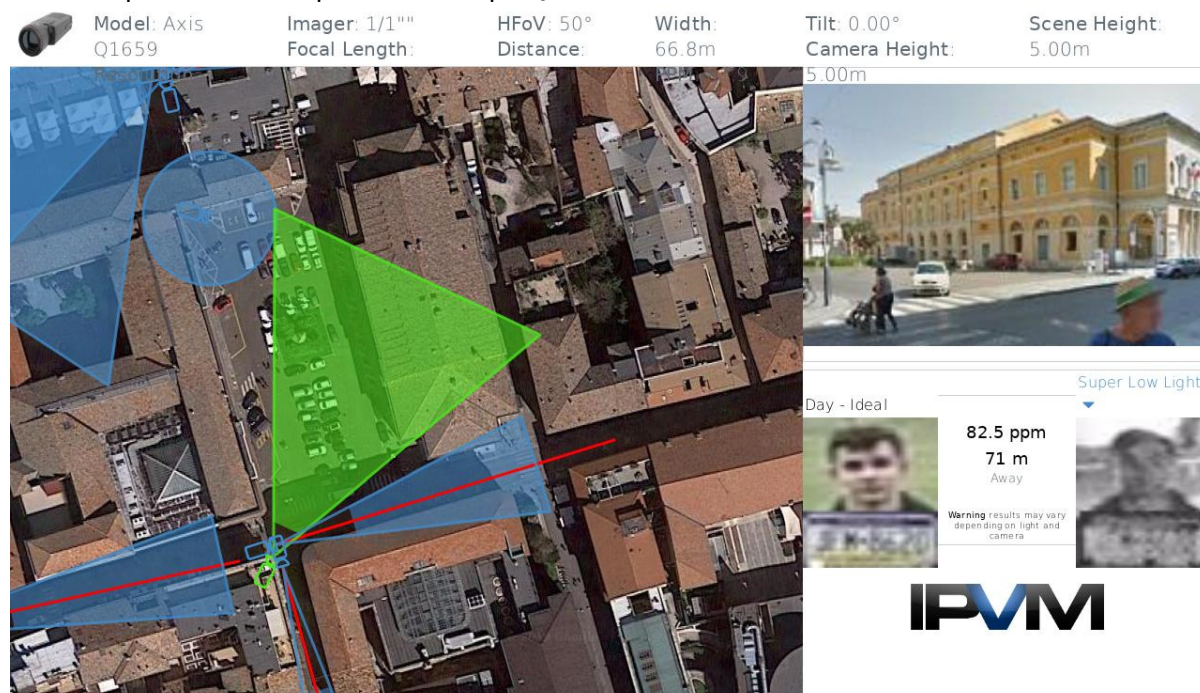 Model: Axis
Q1659
Imager: 1/1""
Focal Length:
HFoV: 50°
Distance:
Width:
66.8m
Tilt: 0.00°
Camera Height:
5.00m
Scene Height:
5.00m
Super Low Light
Day - Ideal
82.5 ppm
71 m
Away
Warning results may vary
depending on light and
camera
IPVM